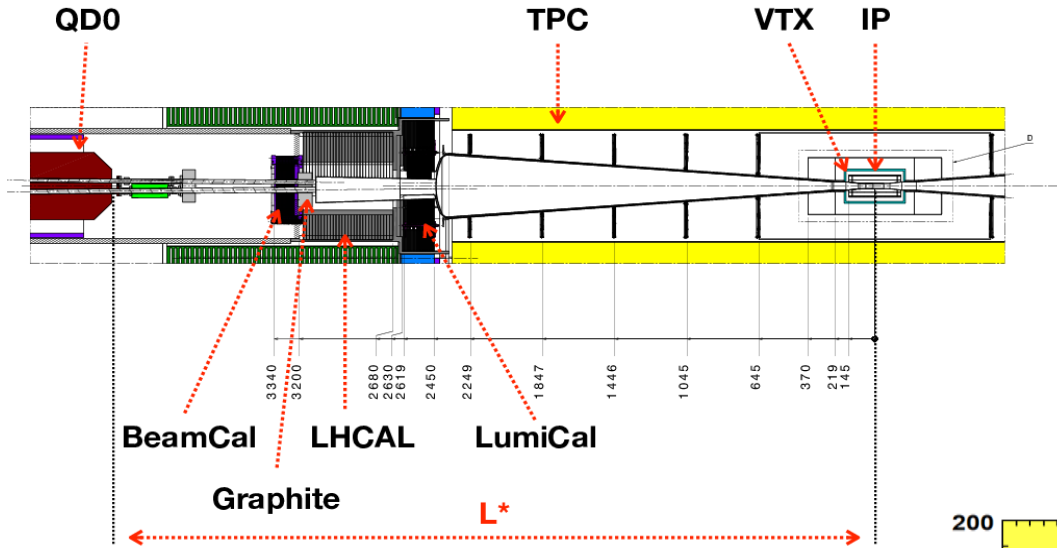 QD0 TPC VTX IP
D
3340 3200 2680 2630 2619 2450 2249 1847 1446 1045 645 370 219 145
BeamCal LHCAL LumiCal
Graphite
L*
200